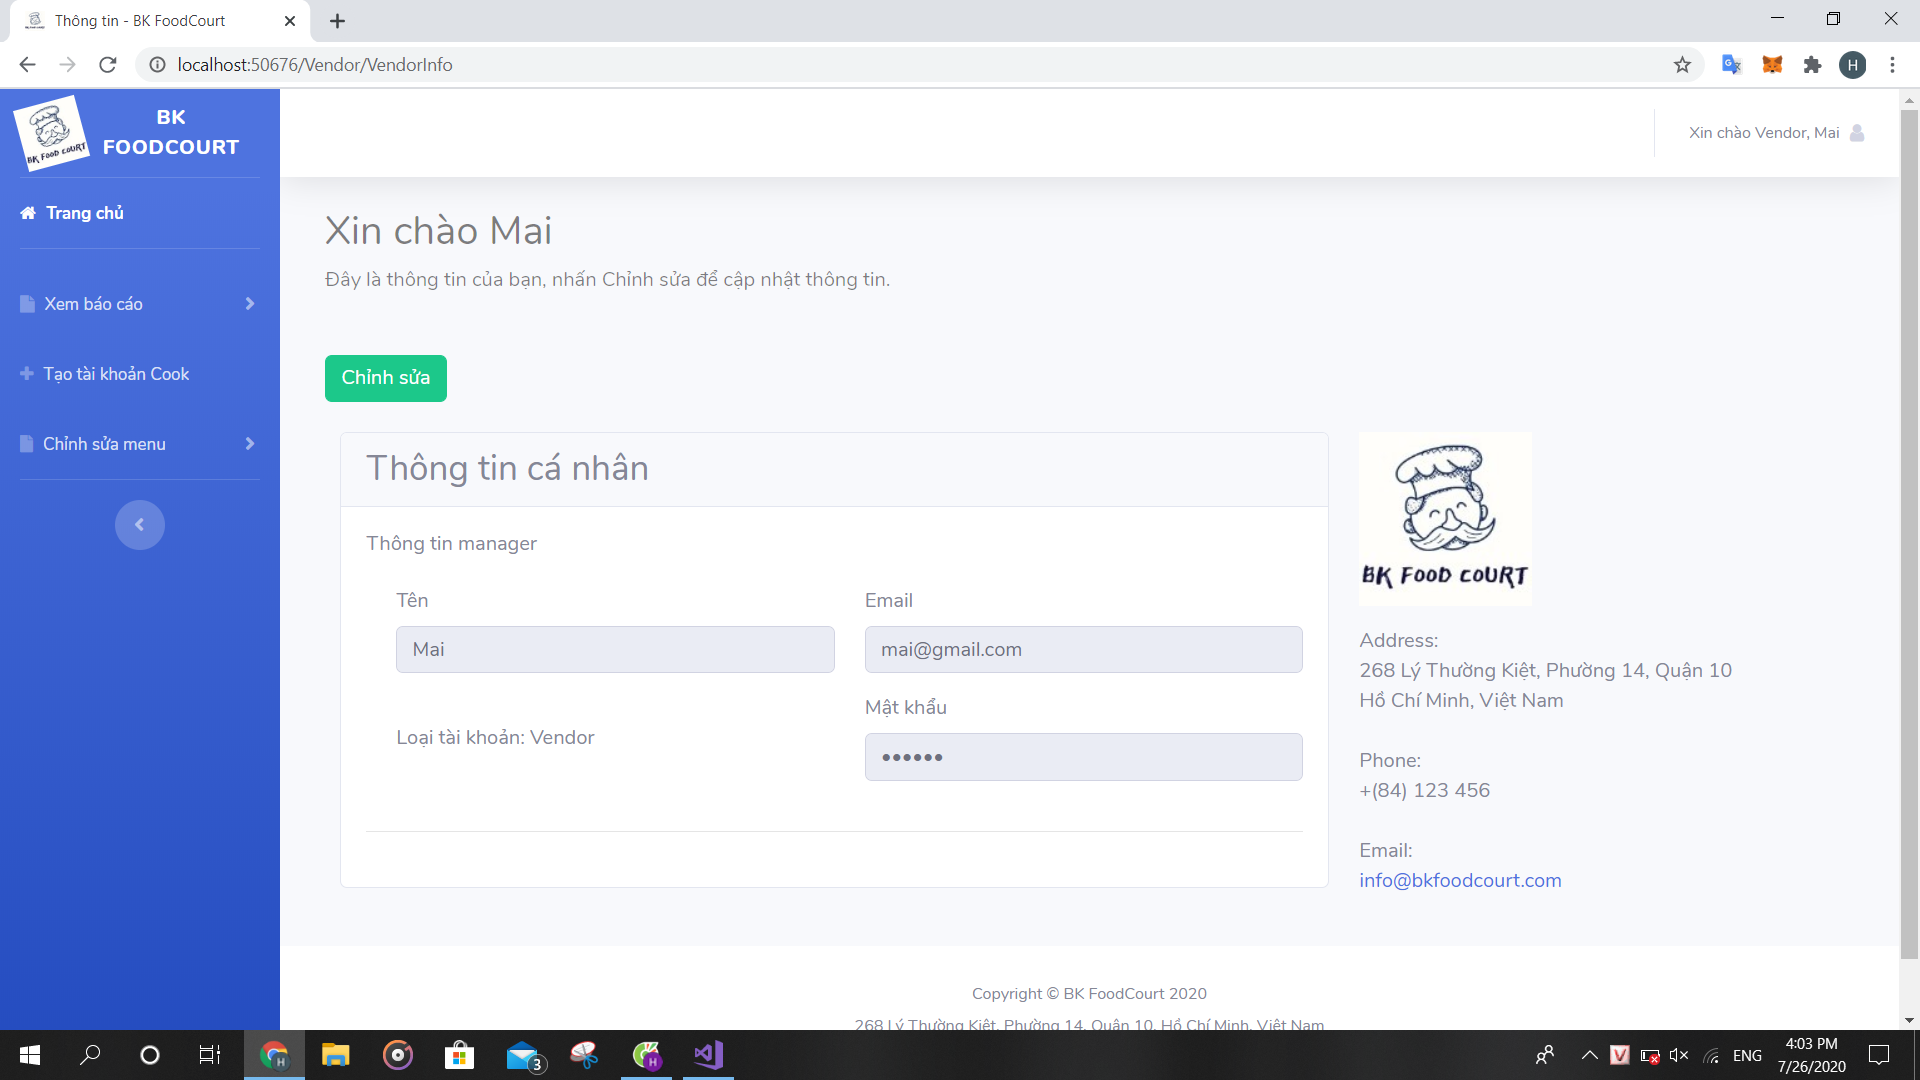 Thông tin - BK FoodCourt
localhost:50676/Vendor/VendorInfo
H
BK
FOODCOURT
BK FOOD COURT
Xin chào Vendor, Mai
Trang chủ
Xem báo cáo
Tạo tài khoản Cook
Chỉnh sửa menu
Xin chào Mai
Đây là thông tin của bạn, nhấn Chỉnh sửa để cập nhật thông tin.
Chỉnh sửa
Thông tin cá nhân
Thông tin manager
Tên
Email
Mai
mai@gmail.com
Mật khẩu
Loại tài khoản: Vendor
••••••
BK FOOD COURT
Address:
268 Lý Thường Kiệt, Phường 14, Quận 10
Hồ Chí Minh, Việt Nam
Phone:
+(84) 123 456
Email:
info@bkfoodcourt.com
Copyright © BK FoodCourt 2020
268 Lý Thường Kiệt, Phường 14, Quận 10, Hồ Chí Minh, Việt Nam
3
ENG
4:03 PM
7/26/2020